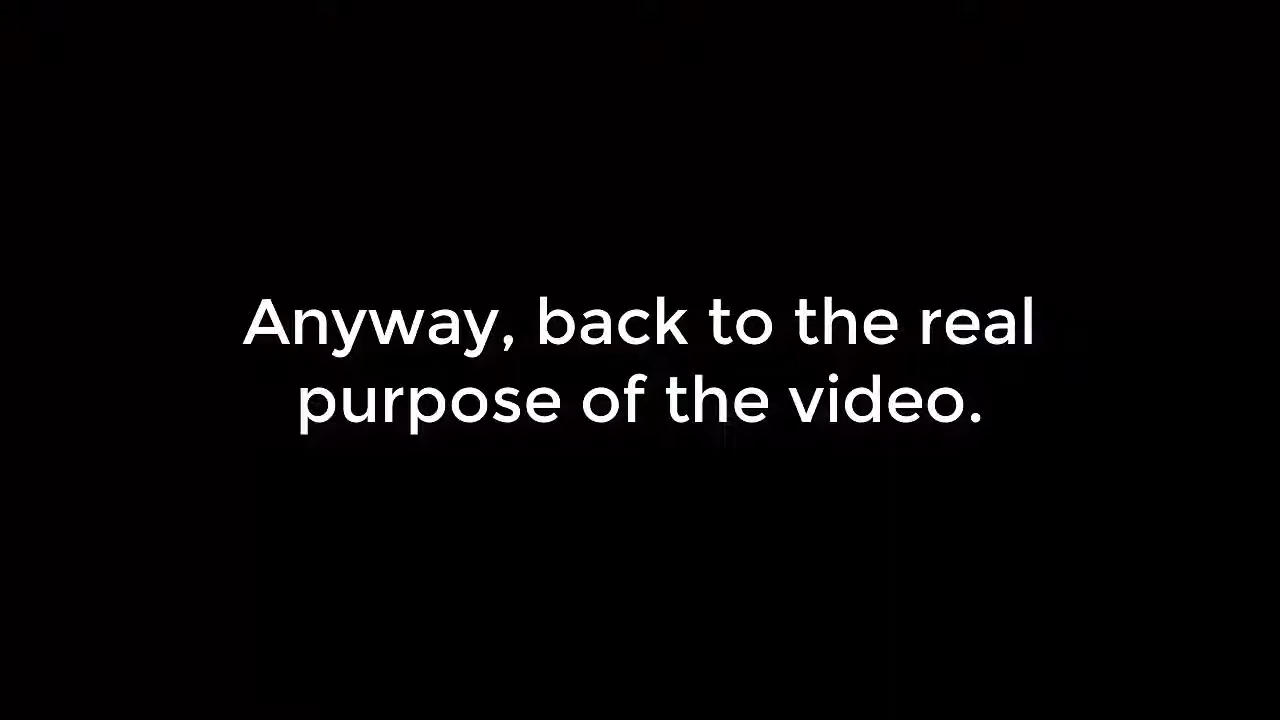 Anyway, back to the real
purpose of the video.